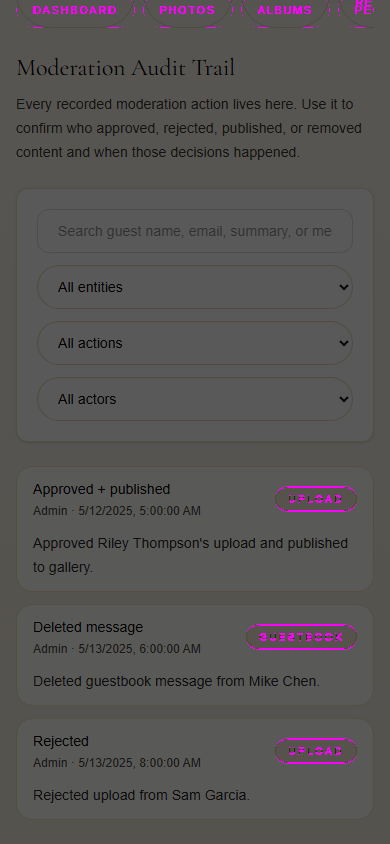 DASHBOARD PHOTOS ALBUMS
Moderation Audit Trail
Every recorded moderation action lives here. Use it to
confirm who approved, rejected, published, or removed
content and when those decisions happened.
Search guest name, email, summary, or me
All entities
All actions
All actors
Approved + published
UPLOAD
Admin · 5/12/2025, 5:00:00 AM
Approved Riley Thompson's upload and published
to gallery.
Deleted message
GUESTBOOK
Admin · 5/13/2025, 6:00:00 AM
Deleted guestbook message from Mike Chen.
Rejected
UPLOAD
Admin · 5/13/2025, 8:00:00 AM
Rejected upload from Sam Garcia.